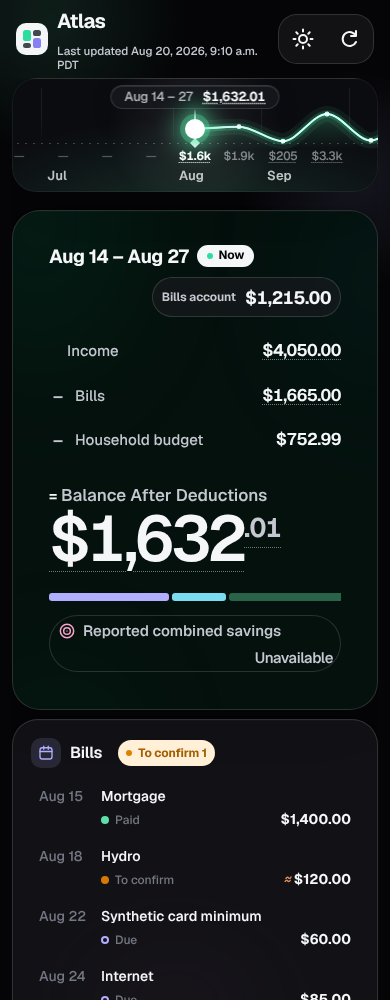 Atlas
Last updated Aug 20, 2026, 9:10 a.m.
PDT
Aug 14 – 27 $1,632.01
— — — — $1.6k $1.9k $205 $3.3k
Jul Aug Sep
Aug 14 – Aug 27 Now
Bills account $1,215.00
Income $4,050.00
– Bills $1,665.00
– Household budget $752.99
= Balance After Deductions
$1,632.01
Reported combined savings
Unavailable
Bills To confirm 1
Aug 15 Mortgage
Paid $1,400.00
Aug 18 Hydro
To confirm ≈$120.00
Aug 22 Synthetic card minimum
Due $60.00
Aug 24 Internet
Due $85.00